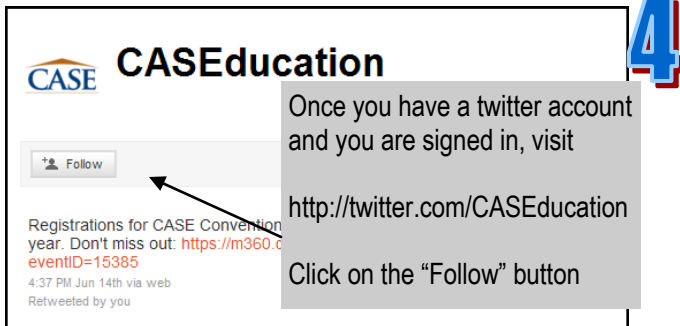 4
CASE
CASEducation
Once you have a twitter account
and you are signed in, visit
http://twitter.com/CASEducation
Click on the “Follow” button
Follow
Registrations for CASE Convention
year. Don't miss out: https://m360.
eventID=15385
4:37 PM Jun 14th via web
Retweeted by you